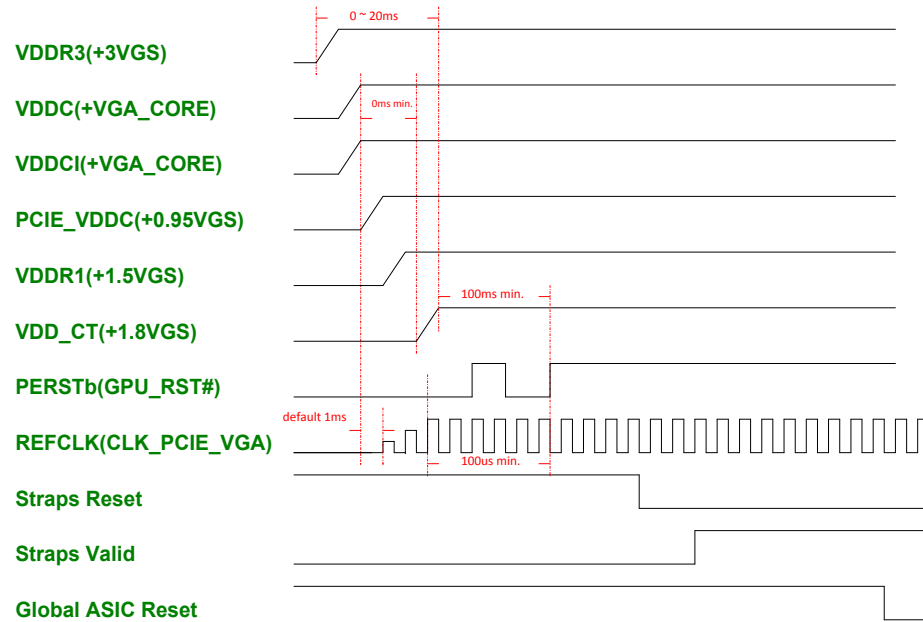 0 ~ 20ms
VDDR3(+3VGS)
VDDC(+VGA_CORE)
0ms min.
VDDCI(+VGA_CORE)
PCIE_VDDC(+0.95VGS)
VDDR1(+1.5VGS)
100ms min.
VDD_CT(+1.8VGS)
PERSTb(GPU_RST#)
default 1ms
REFCLK(CLK_PCIE_VGA)
100us min.
Straps Reset
Straps Valid
Global ASIC Reset